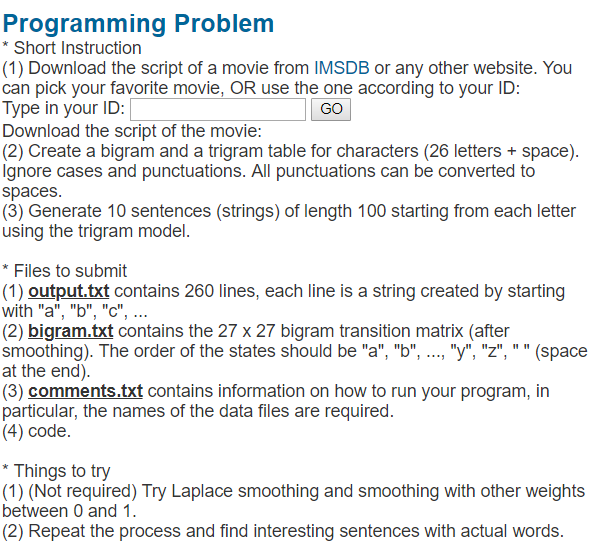 Programming Problem
* Short Instruction
(1) Download the script of a movie from IMSDB or any other website. You
can pick your favorite movie, OR use the one according to your ID:
Type in your ID: GO
Download the script of the movie:
(2) Create a bigram and a trigram table for characters (26 letters + space).
Ignore cases and punctuations. All punctuations can be converted to
spaces.
(3) Generate 10 sentences (strings) of length 100 starting from each letter
using the trigram model.
* Files to submit
(1) output.txt contains 260 lines, each line is a string created by starting
with "a", "b", "c", ...
(2) bigram.txt contains the 27 x 27 bigram transition matrix (after
smoothing). The order of the states should be "a", "b", ..., "y", "z", " " (space
at the end).
(3) comments.txt contains information on how to run your program, in
particular, the names of the data files are required.
(4) code.
* Things to try
(1) (Not required) Try Laplace smoothing and smoothing with other weights
between 0 and 1.
(2) Repeat the process and find interesting sentences with actual words.